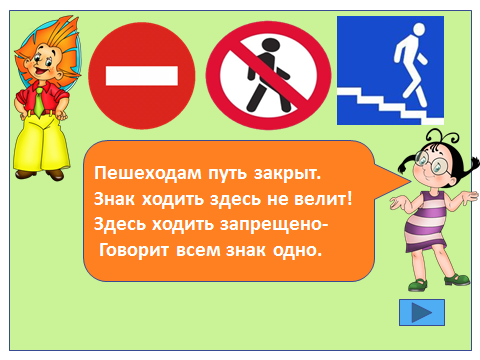 Пешеходам путь закрыт.
Знак ходить здесь не велит!
Здесь ходить запрещено-
Говорит всем знак одно.